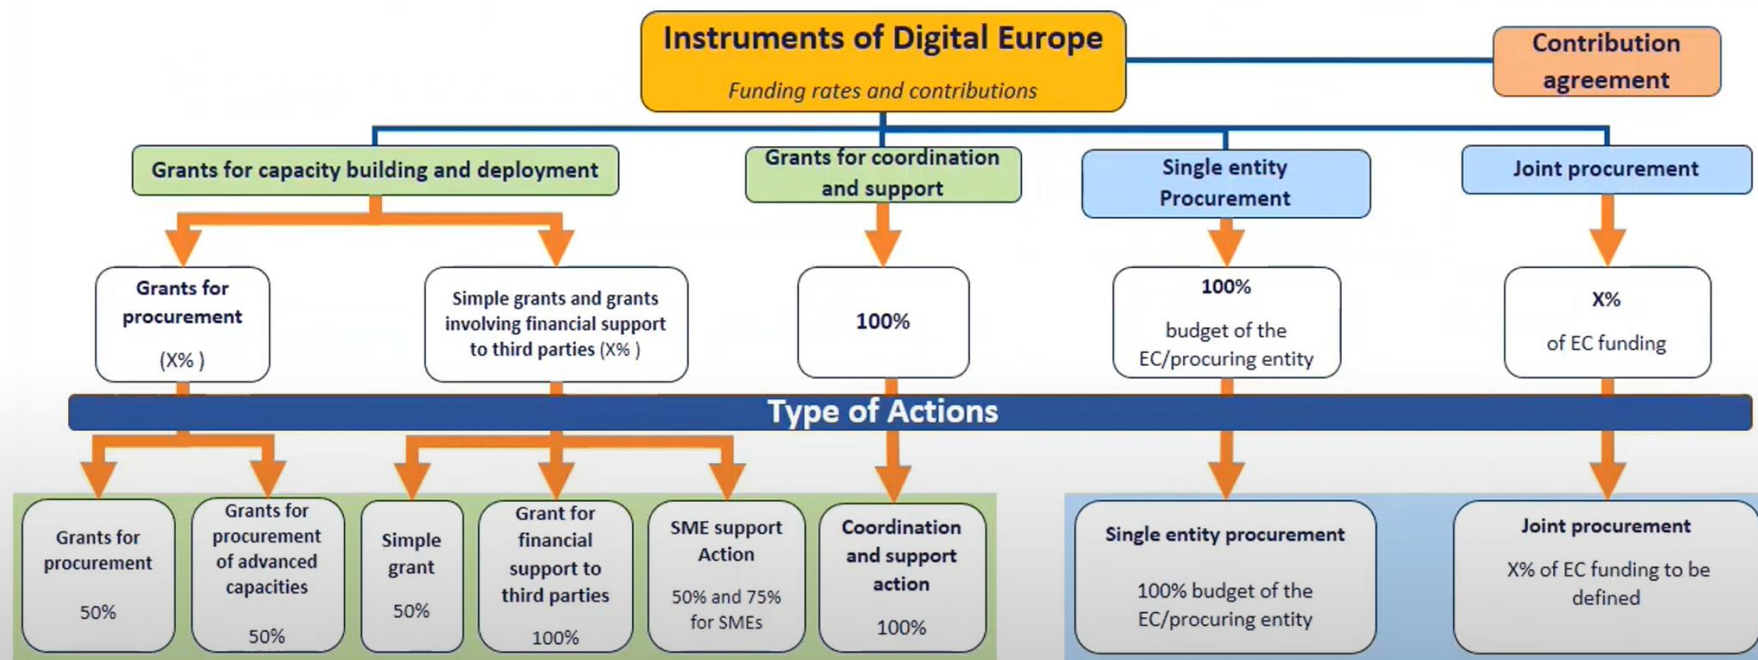 Instruments of Digital Europe
Funding rates and contributions
Contribution
agreement
Grants for capacity building and deployment
Grants for coordination
and support
Single entity
Procurement
Joint procurement
Grants for
procurement
(X% )
Simple grants and grants
involving financial support
to third parties (X% )
100%
100%
budget of the
EC/procuring entity
X%
of EC funding
Type of Actions
Grants for
procurement
50%
Grants for
procurement
of advanced
capacities
50%
Simple
grant
50%
Grant for
financial
support to
third parties
100%
SME support
Action
50% and 75%
for SMEs
Coordination
and support
action
100%
Single entity procurement
100% budget of the
EC/procuring entity
Joint procurement
X% of EC funding to be
defined